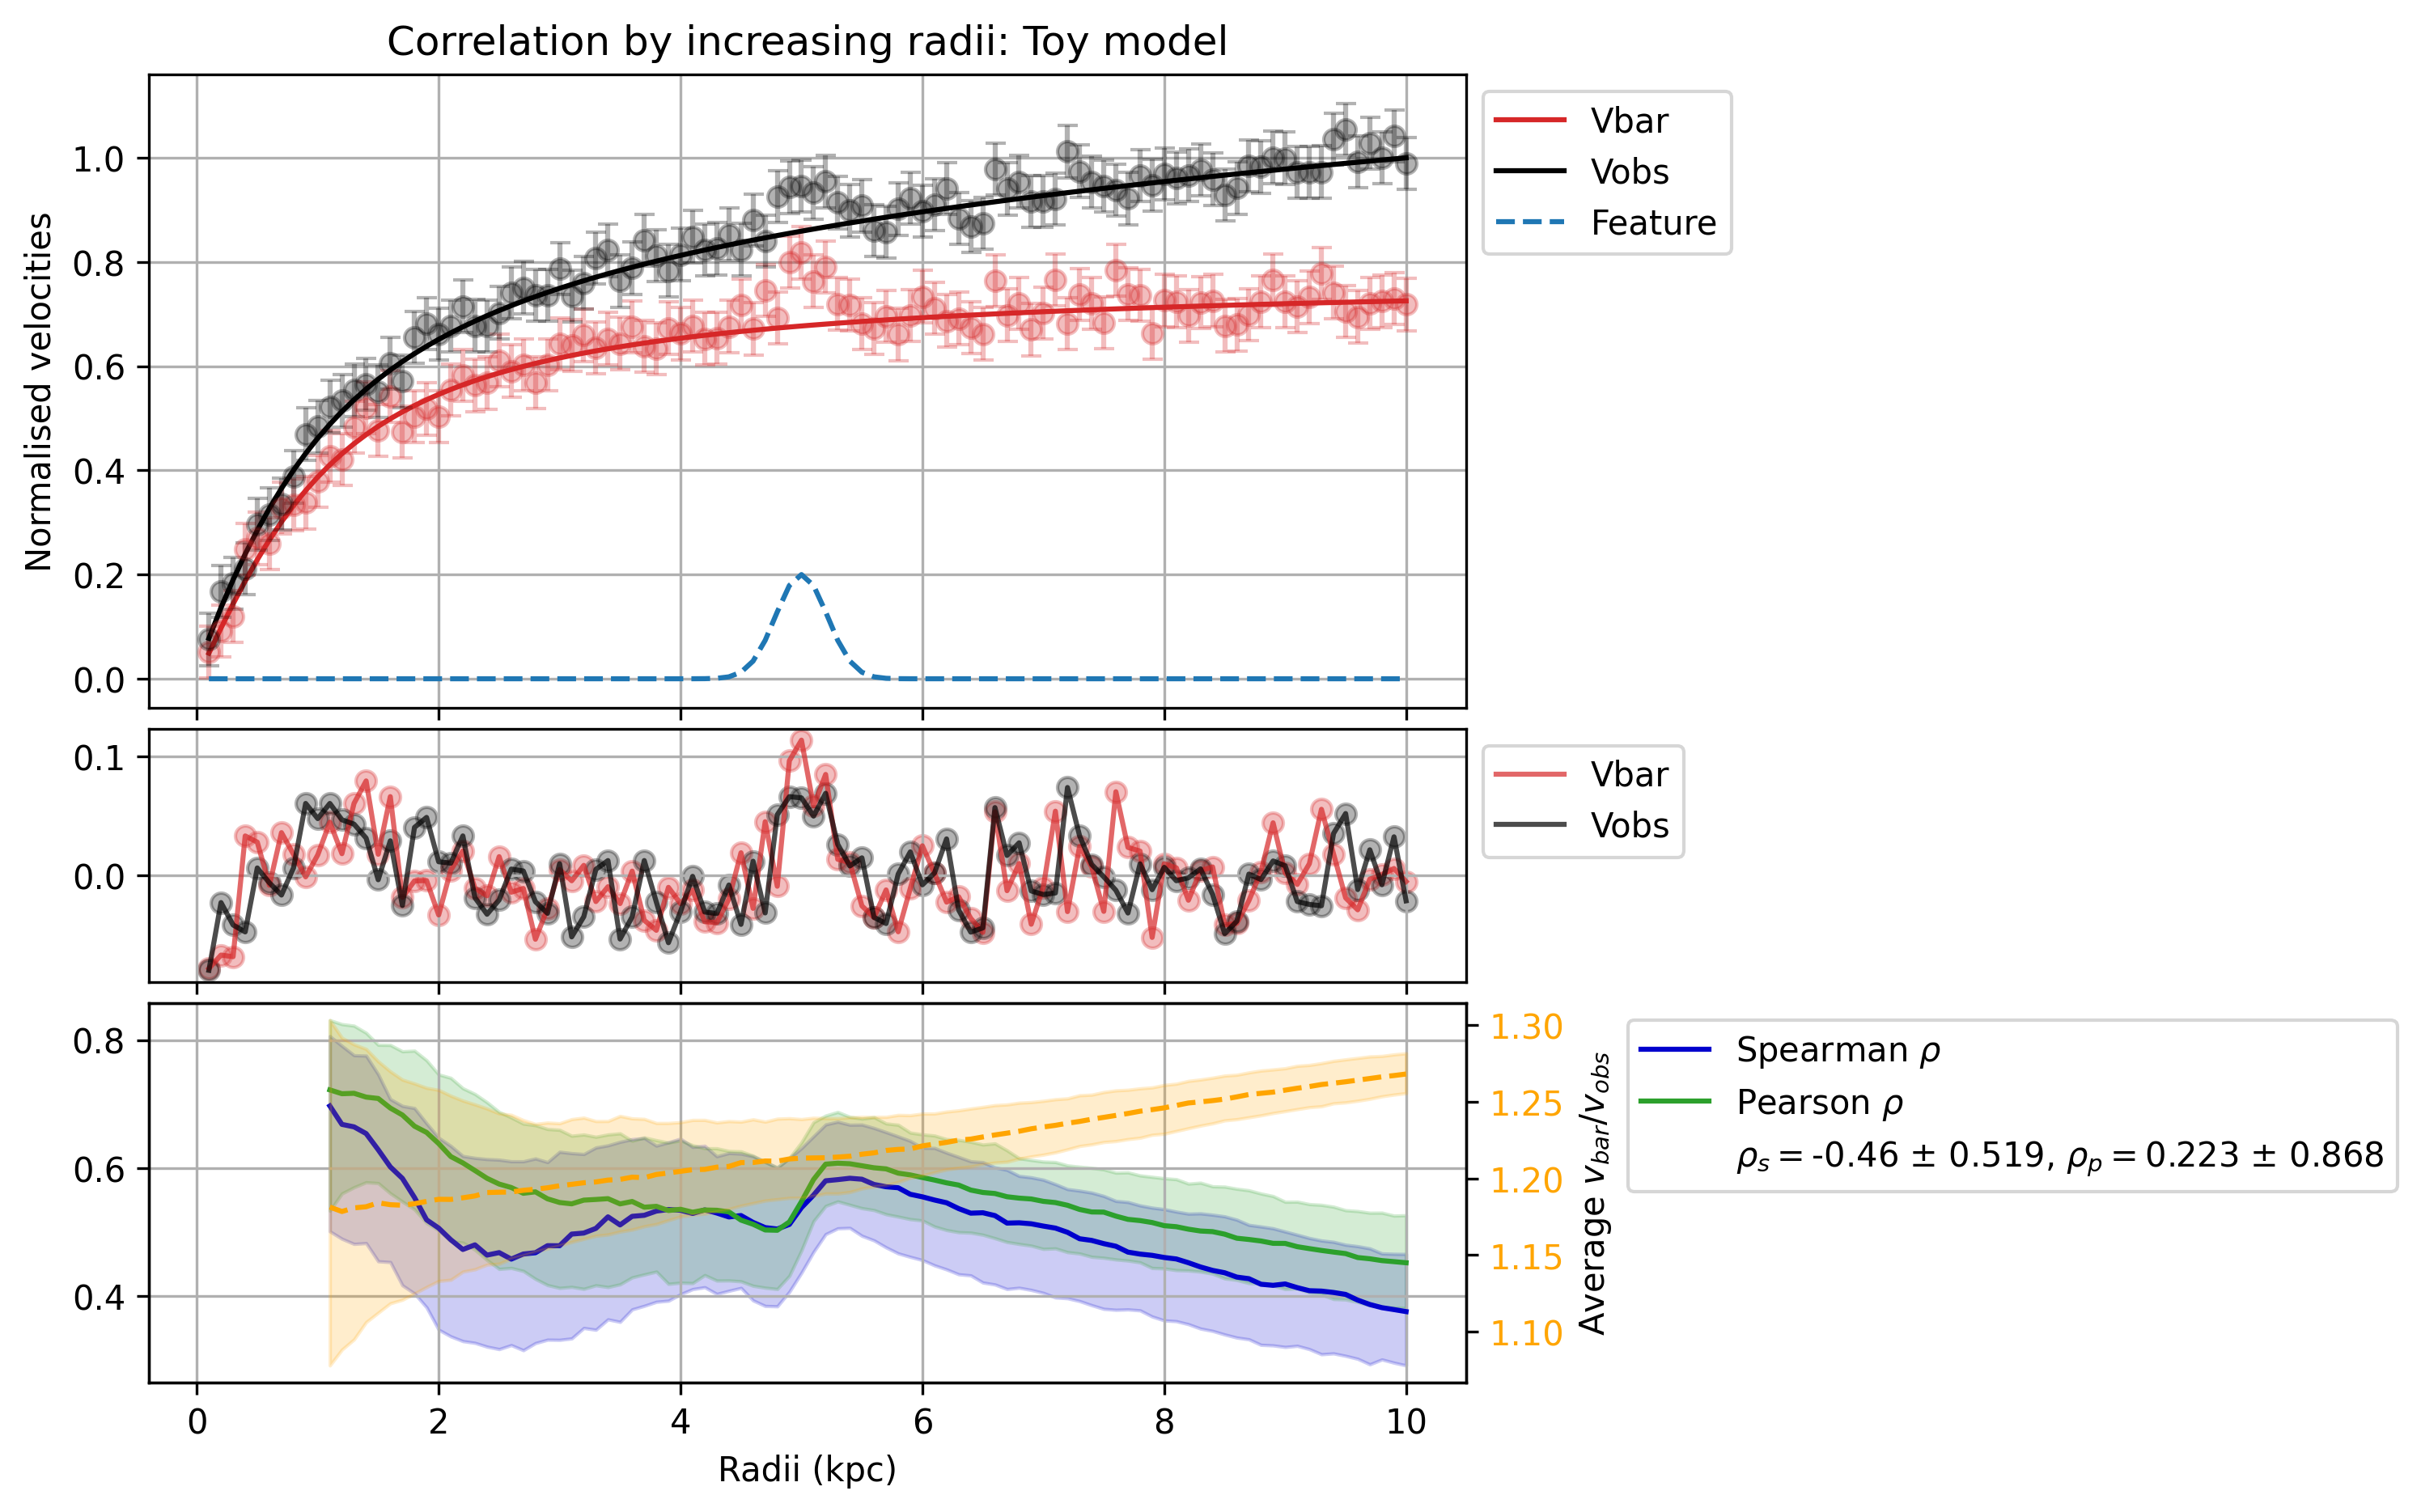 Correlation by increasing radii: Toy model
Normalised velocities
1.0
0.8
0.6
0.4
0.2
0.0
Vbar
Vobs
Feature
0.1
0.0
Vbar
Vobs
0.8
0.6
0.4
1.30
1.25
1.20
1.15
1.10
Average v_bar/v_obs
Spearman ρ
Pearson ρ
ρ_s = -0.46 ± 0.519, ρ_p = 0.223 ± 0.868
0 2 4 6 8 10
Radii (kpc)